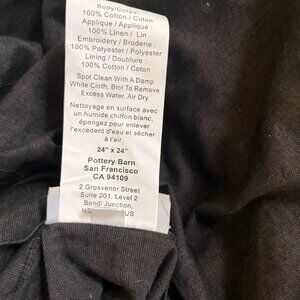 Body/Corps :
100% Cotton / Coton
Applique / Appliqué :
100% Linen / Lin
Embroidery / Broderie :
100% Polyester / Polyester
Lining / Doublure :
100% Cotton / Coton
Spot Clean With A Damp
White Cloth, Blot To Remove
Excess Water, Air Dry
Nettoyage en surface avec
un humide chiffon blanc,
épongez pour enlever
l'excédent d'eau et sécher
à l'air.
24" x 24"
Pottery Barn
San Francisco
CA 94109
2 Grosvenor Street
Suite 201, Level 2
Bondi Junction,
NS US